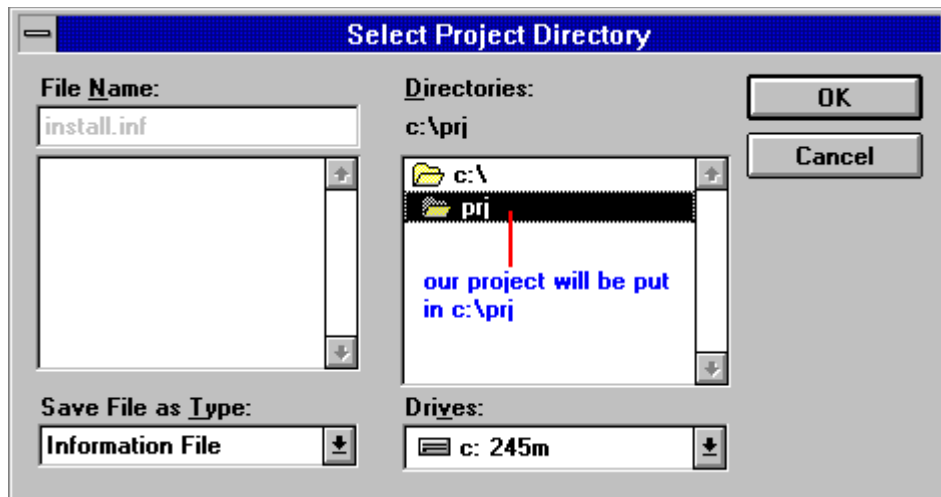 Select Project Directory
File Name:
install.inf
Directories:
c:\prj
OK
Cancel
c:\
prj
our project will be put
in c:\prj
Save File as Type:
Information File
Drives:
c: 245m